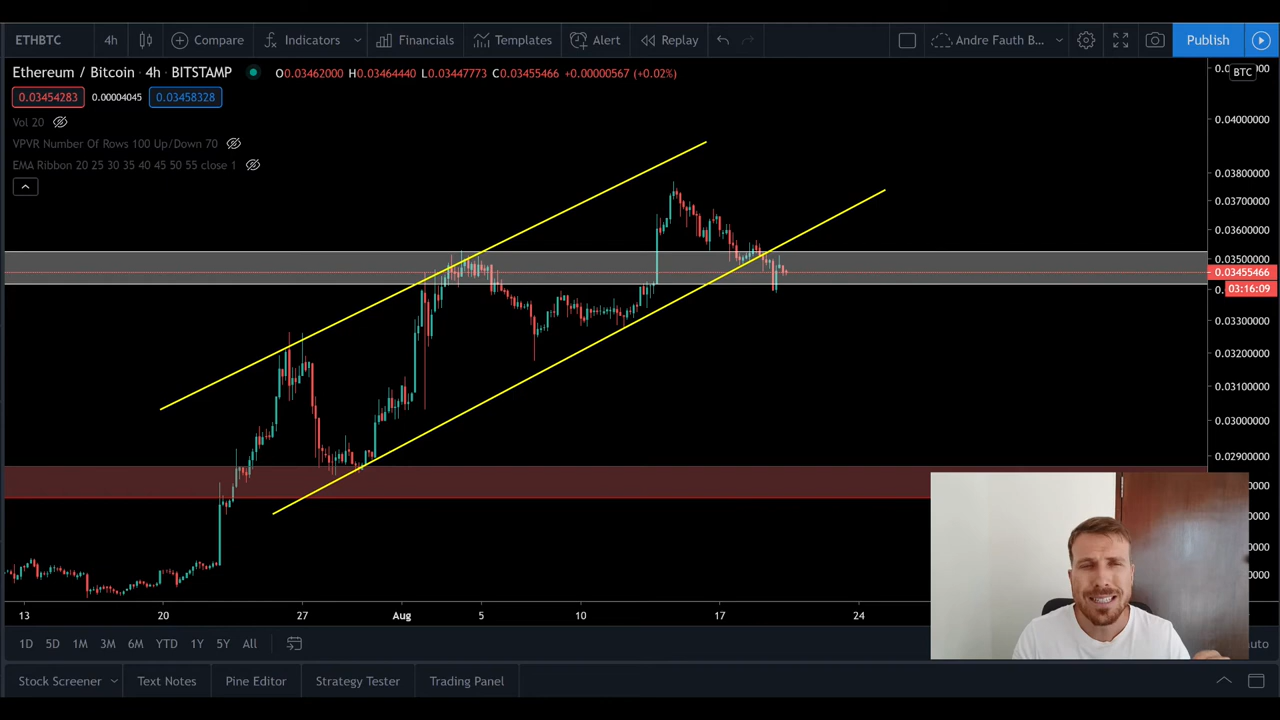 ETHBTC 4h Compare Indicators Financials Templates Alert Replay Andre Fauth B... Publish
Ethereum / Bitcoin · 4h · BITSTAMP O0.03462000 H0.03464440 L0.03447773 C0.03455466 +0.00000567 (+0.02%)
BTC
0.03454283 0.00004045 0.03458328
Vol 20
0.04000000
VPVR Number Of Rows 100 Up/Down 70
EMA Ribbon 20 25 30 35 40 45 50 55 close 1
0.03800000
0.03700000
0.03600000
0.03500000
0.03455466
03:16:09
0.03300000
0.03200000
0.03100000
0.03000000
0.02900000
13 20 27 Aug 5 10 17 24
1D 5D 1M 3M 6M YTD 1Y 5Y All
Stock Screener Text Notes Pine Editor Strategy Tester Trading Panel